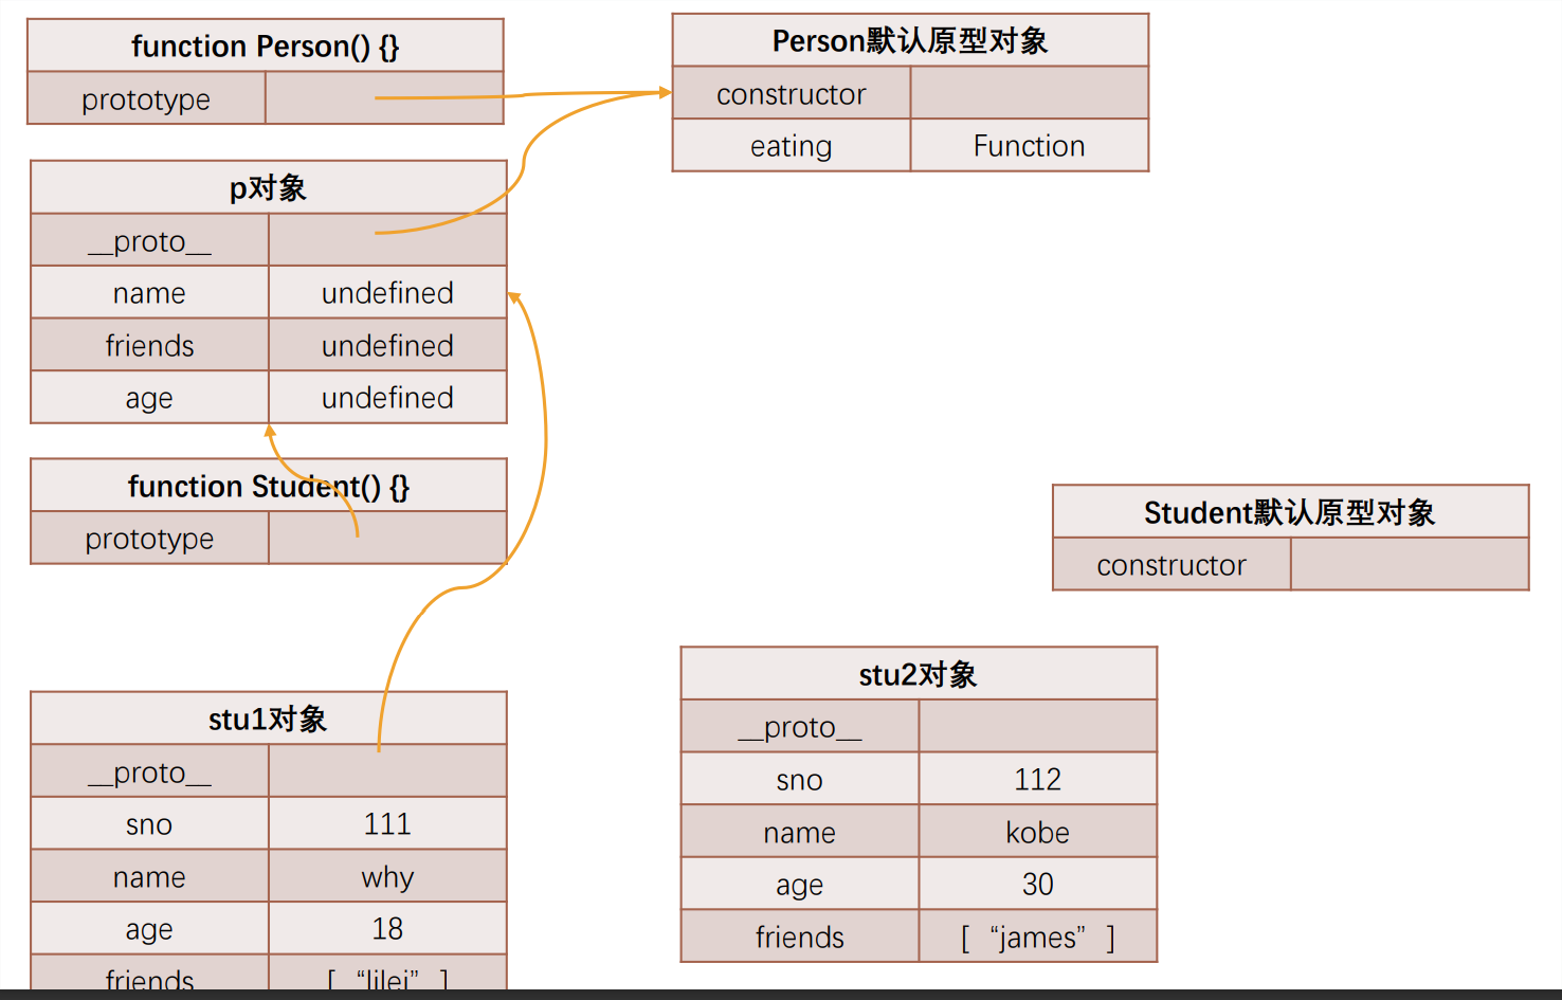 function Person() {}
prototype
Person默认原型对象
constructor
eating Function
p对象
__proto__
name undefined
friends undefined
age undefined
function Student() {}
prototype
Student默认原型对象
constructor
stu1对象
__proto__
sno 111
name why
age 18
friends [ “lilei” ]
stu2对象
__proto__
sno 112
name kobe
age 30
friends [ “james” ]